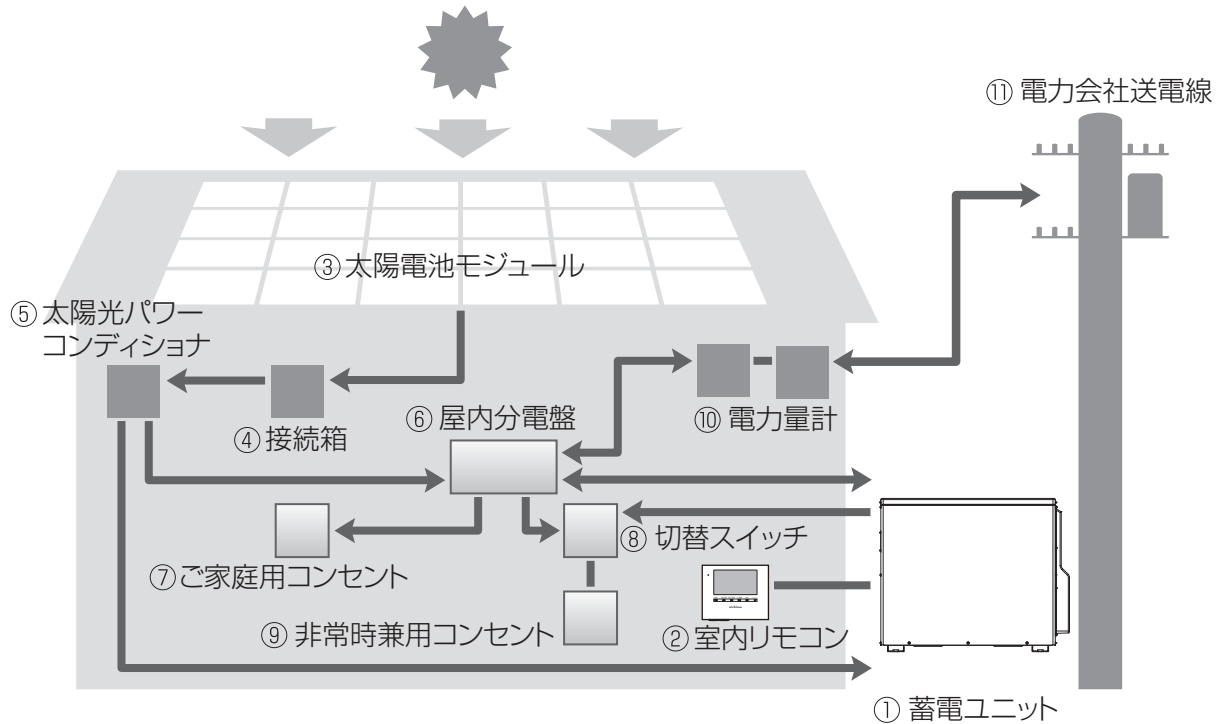 ⑪ 電力会社送電線
③ 太陽電池モジュール
⑤ 太陽光パワー
コンディショナ
④ 接続箱
⑥ 屋内分電盤
⑩ 電力量計
⑦ ご家庭用コンセント
⑧ 切替スイッチ
⑨ 非常時兼用コンセント
② 室内リモコン
① 蓄電ユニット